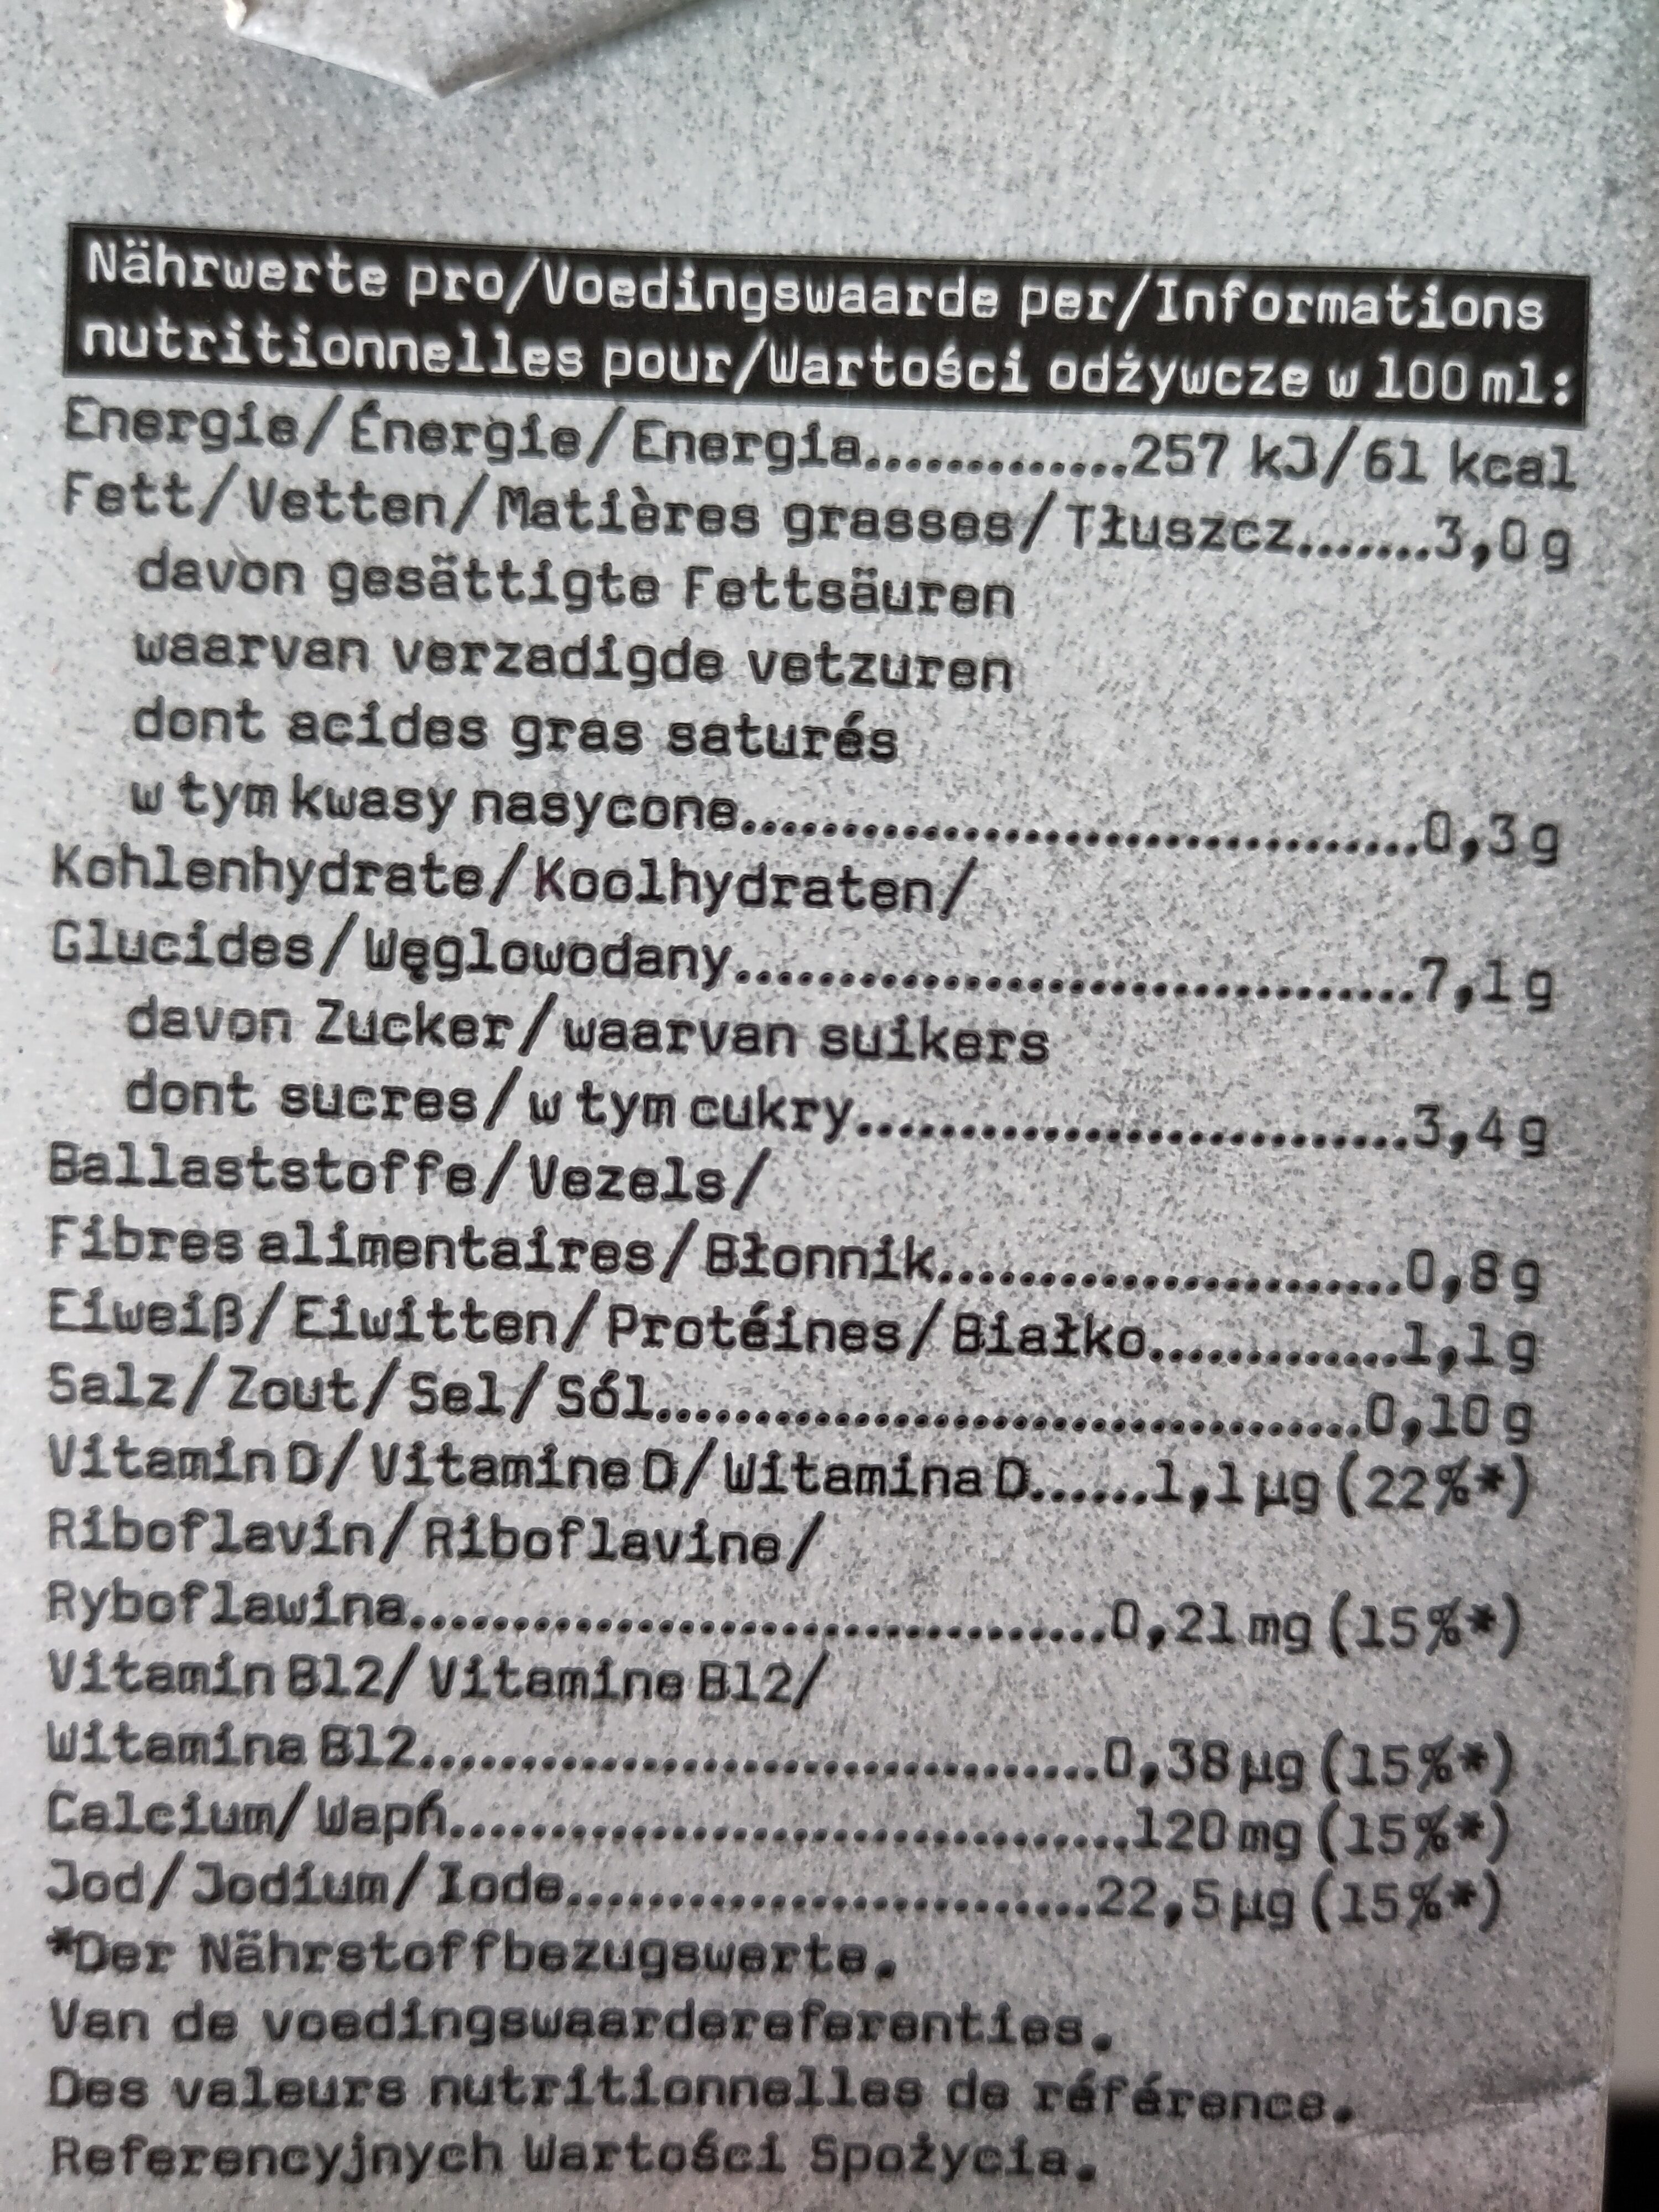 Nährwerte pro/Voedingswaarde per/Informations
nutritionnelles pour/Wartości odżywcze w 100 ml:
Energie/Énergie/Energia.............257 kJ/61 kcal
Fett/Vetten/Matières grasses/Tłuszcz.......3,0 g
davon gesättigte Fettsäuren
waarvan verzadigde vetzuren
dont acides gras saturés
w tym kwasy nasycone..................................0,3 g
Kohlenhydrate/Koolhydraten/
Glucides/Węglowodany..................................7,1 g
davon Zucker/waarvan suikers
dont sucres/w tym cukry...........................3,4 g
Ballaststoffe/Vezels/
Fibres alimentaires/Błonnik.......................0,8 g
Eiweiß/Eiwitten/Protéines/Białko.............1,1 g
Salz/Zout/Sel/Sól...................................0,10 g
Vitamin D/Vitamine D/Witamina D......1,1 µg (22%*)
Riboflavin/Riboflavine/
Ryboflawina..................................0,21 mg (15%*)
Vitamin B12/Vitamine B12/
Witamina B12.................................0,38 µg (15%*)
Calcium/Wapń.................................120 mg (15%*)
Jod/Jodium/Iode..........................22,5 µg (15%*)
*Der Nährstoffbezugswerte.
Van de voedingswaardereferenties.
Des valeurs nutritionnelles de référence.
Referencyjnych Wartości Spożycia.